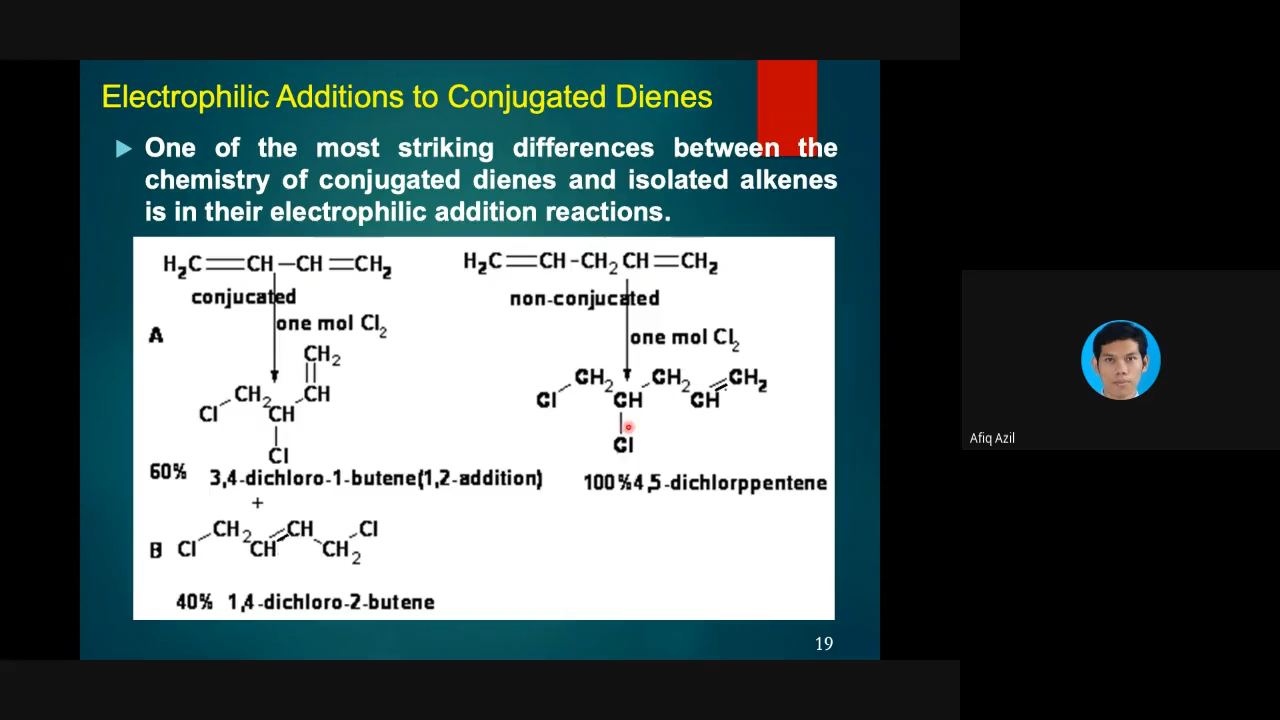 Electrophilic Additions to Conjugated Dienes
One of the most striking differences between the
chemistry of conjugated dienes and isolated alkenes
is in their electrophilic addition reactions.
H₂C=CH-CH=CH₂
conjucated
A
one mol Cl₂
CH₂
CH
CH₂
Cl
CH
Cl
60% 3,4-dichloro-1-butene(1,2-addition)
+
B
Cl
CH₂
CH
CH
CH₂
Cl
40% 1,4-dichloro-2-butene
H₂C=CH-CH₂CH=CH₂
non-conjucated
one mol Cl₂
Cl
CH₂
CH
CH₂
CH
CH₂
Cl
100%4,5-dichlorppentene
19
Afiq Azil